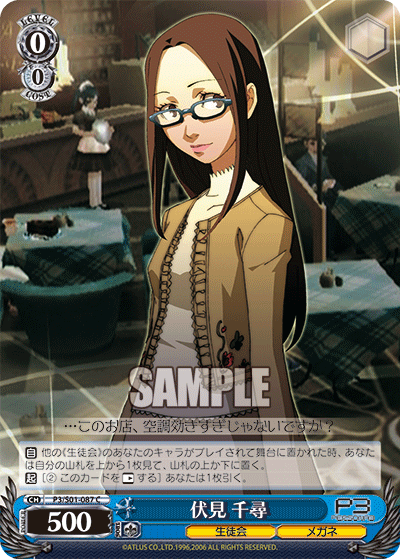 LEVEL
0
0
COST
SAMPLE
…このお店、空調効きすぎじゃないですか?
自 他の《生徒会》のあなたのキャラがプレイされて舞台に置かれた時、あなた
は自分の山札を上から1枚見て、山札の上か下に置く。
起 [② このカードを する] あなたは1枚引く。
CH P3/S01-087 C
500
伏見 千尋
生徒会 メガネ
P3
©ATLUS CO.,LTD.1996,2006 ALL RIGHTS RESERVED.